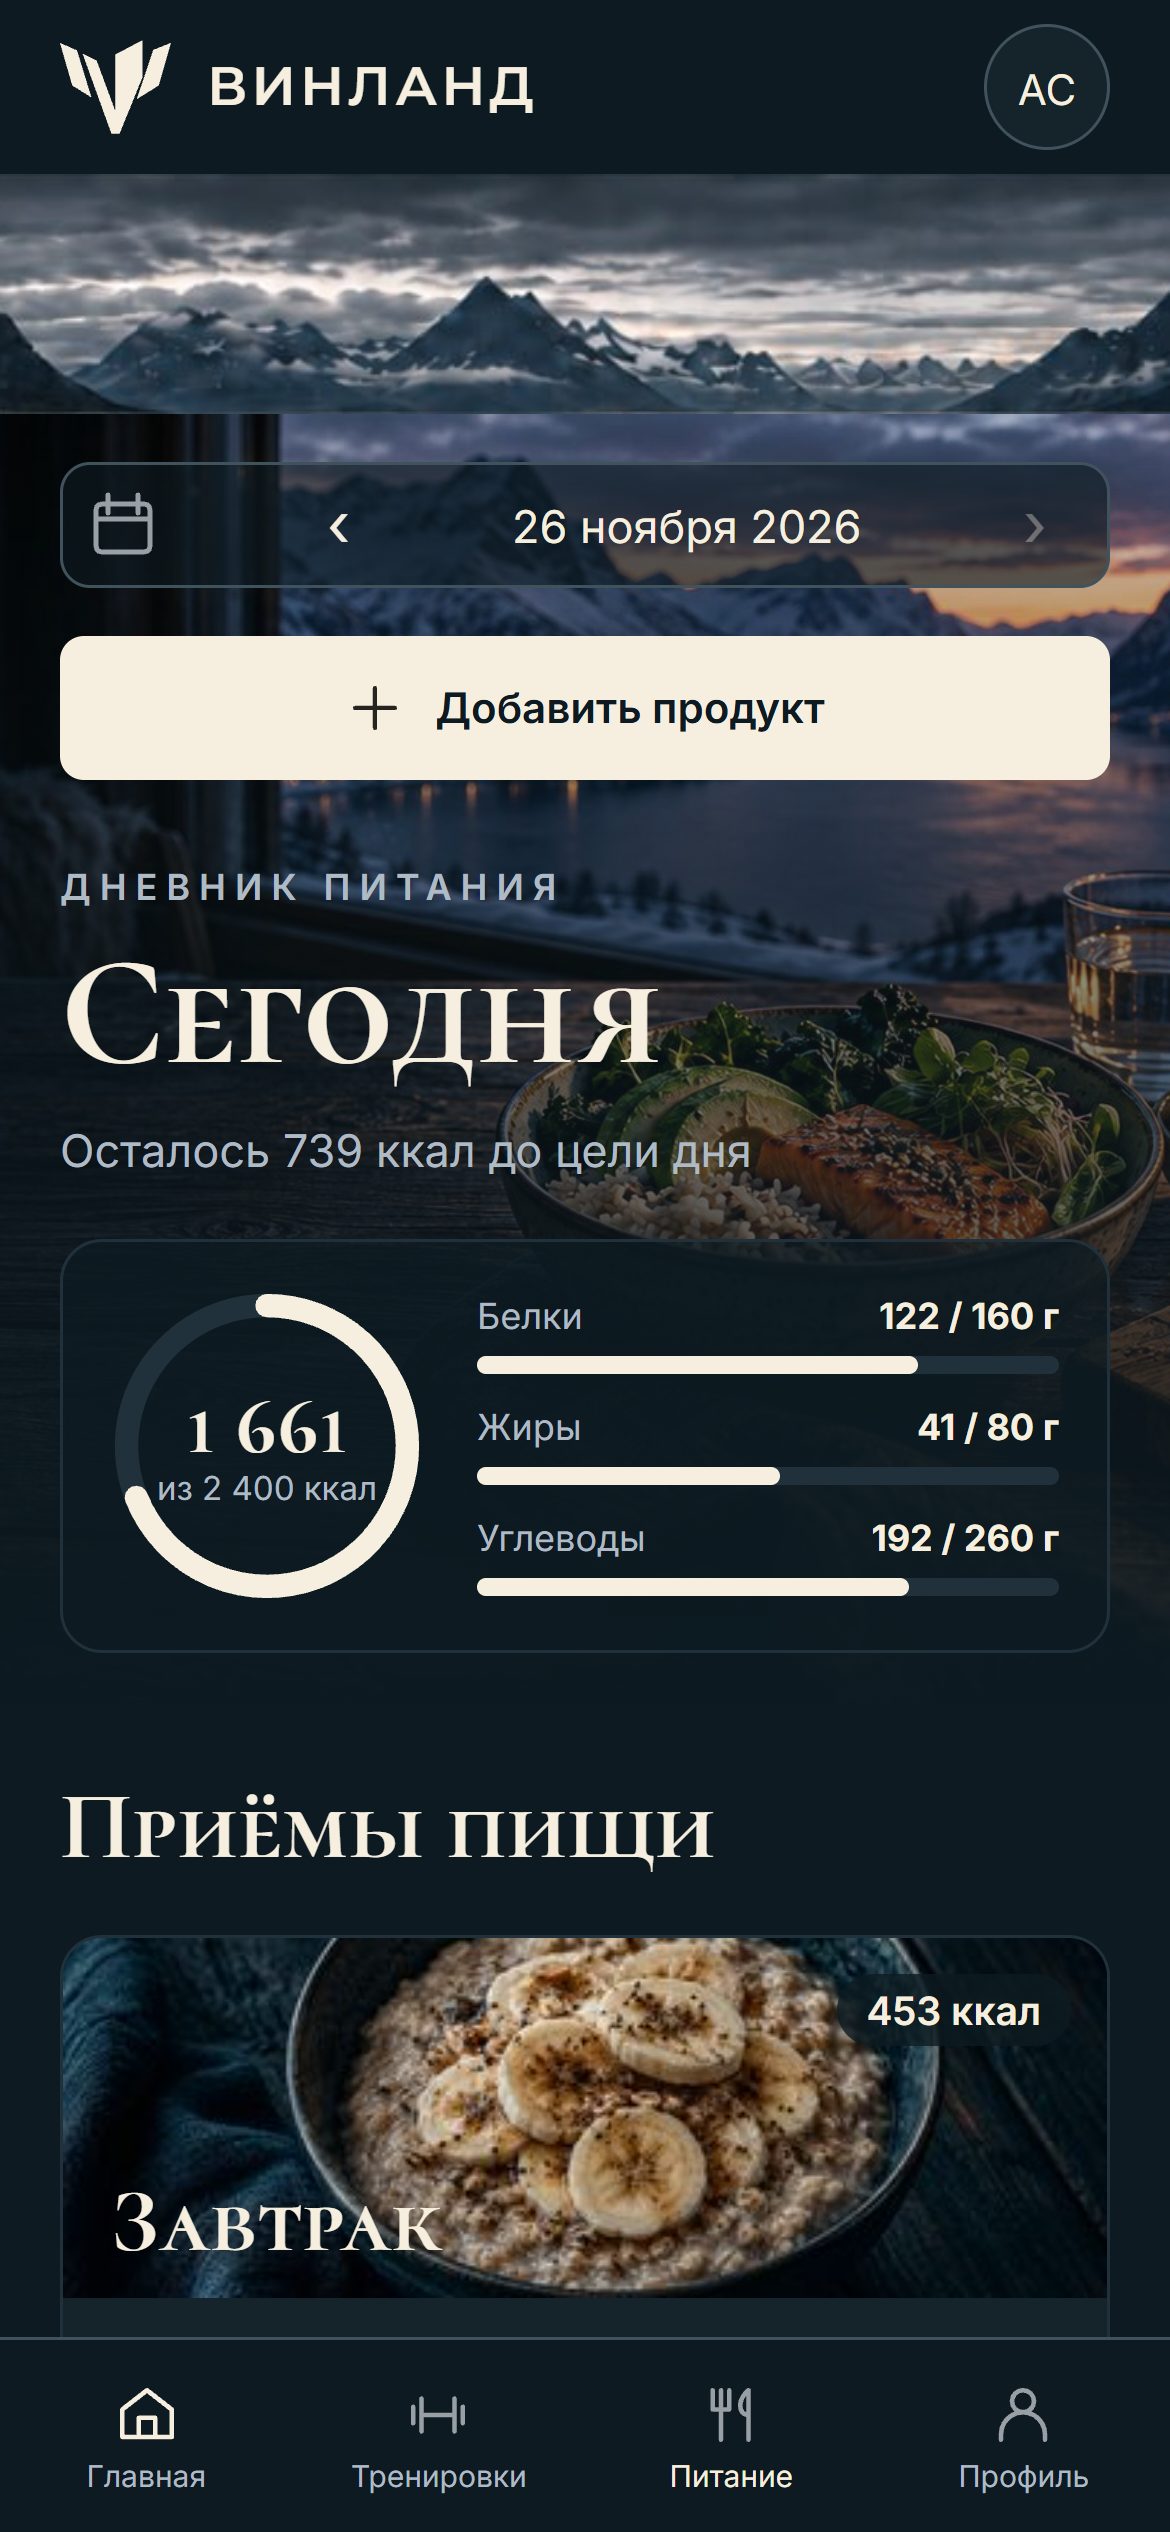 ВИНЛАНД
АС
26 ноября 2026
Добавить продукт
ДНЕВНИК ПИТАНИЯ
Сегодня
Осталось 739 ккал до цели дня
1 661
из 2 400 ккал
Белки 122 / 160 г
Жиры 41 / 80 г
Углеводы 192 / 260 г
Приёмы пищи
453 ккал
Завтрак
Главная Тренировки Питание Профиль